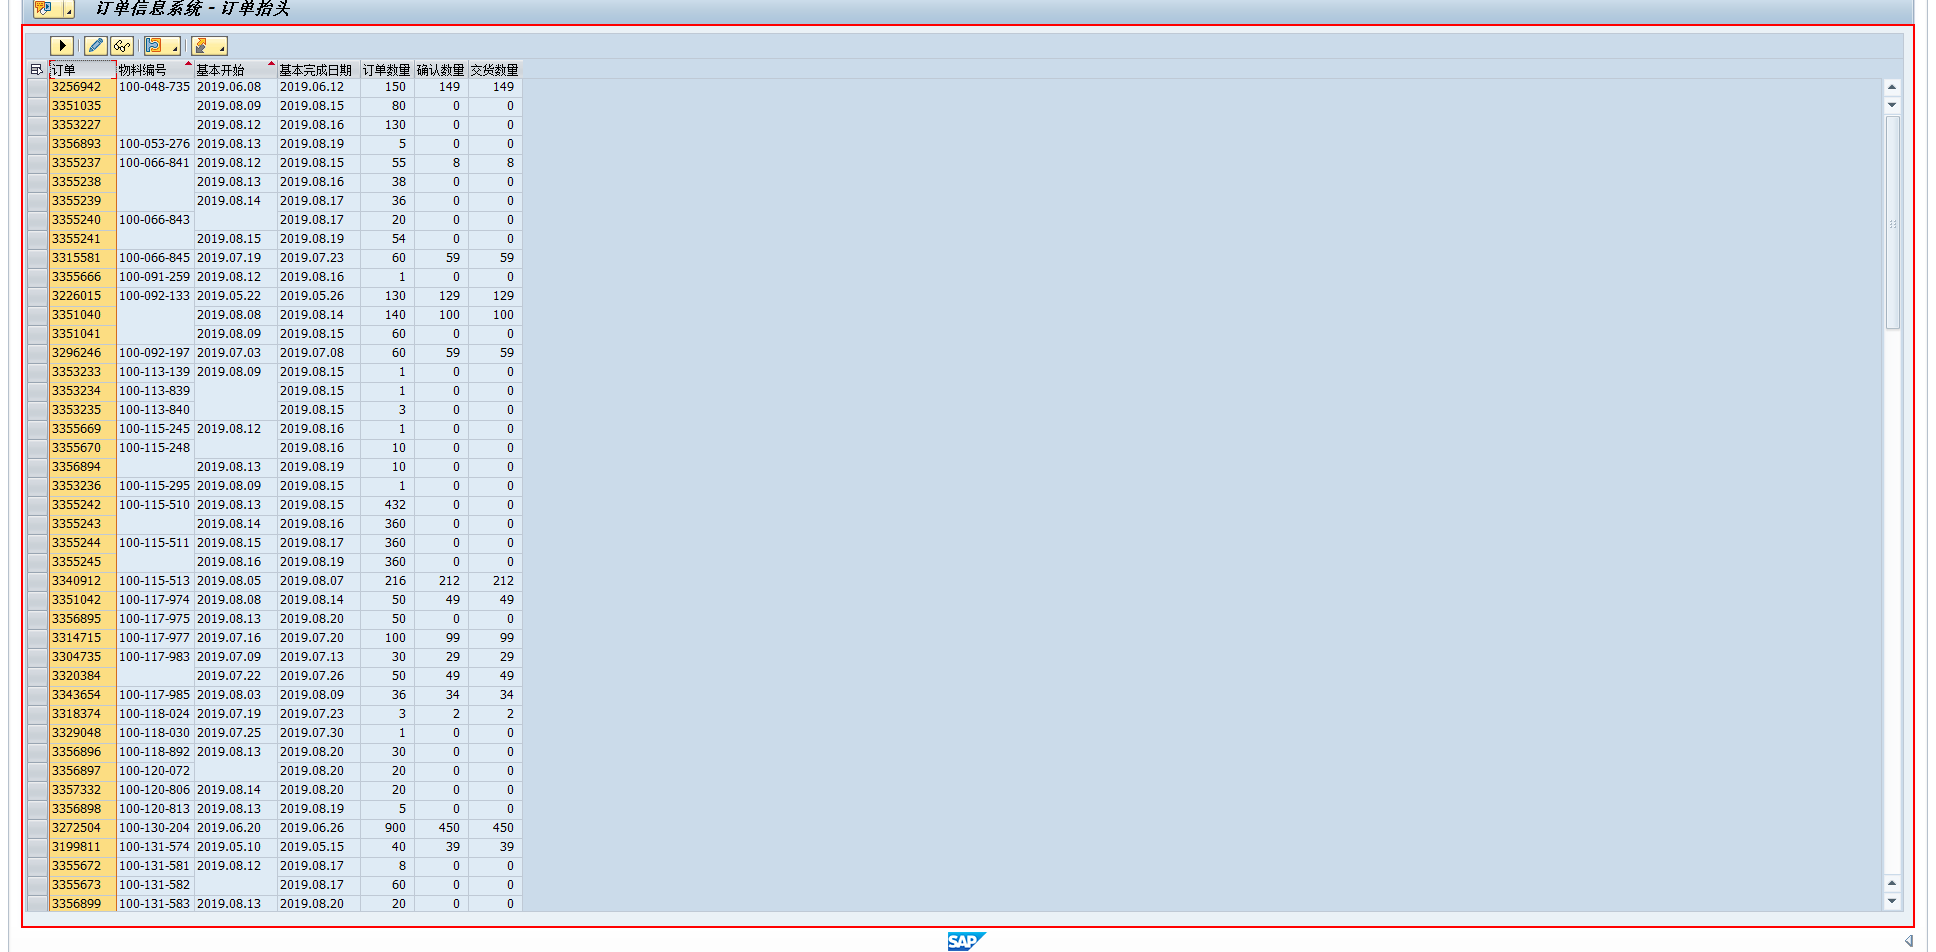 订单信息系统 - 订单抬头
订单 物料编号 基本开始 基本完成日期 订单数量 确认数量 交货数量
3256942 100-048-735 2019.06.08 2019.06.12 150 149 149
3351035 2019.08.09 2019.08.15 80 0 0
3353227 2019.08.12 2019.08.16 130 0 0
3356893 100-053-276 2019.08.13 2019.08.19 5 0 0
3355237 100-066-841 2019.08.12 2019.08.15 55 8 8
3355238 2019.08.13 2019.08.16 38 0 0
3355239 2019.08.14 2019.08.17 36 0 0
3355240 100-066-843 2019.08.17 20 0 0
3355241 2019.08.15 2019.08.19 54 0 0
3315581 100-066-845 2019.07.19 2019.07.23 60 59 59
3355666 100-091-259 2019.08.12 2019.08.16 1 0 0
3226015 100-092-133 2019.05.22 2019.05.26 130 129 129
3351040 2019.08.08 2019.08.14 140 100 100
3351041 2019.08.09 2019.08.15 60 0 0
3296246 100-092-197 2019.07.03 2019.07.08 60 59 59
3353233 100-113-139 2019.08.09 2019.08.15 1 0 0
3353234 100-113-839 2019.08.15 1 0 0
3353235 100-113-840 2019.08.15 3 0 0
3355669 100-115-245 2019.08.12 2019.08.16 1 0 0
3355670 100-115-248 2019.08.16 10 0 0
3356894 2019.08.13 2019.08.19 10 0 0
3353236 100-115-295 2019.08.09 2019.08.15 1 0 0
3355242 100-115-510 2019.08.13 2019.08.15 432 0 0
3355243 2019.08.14 2019.08.16 360 0 0
3355244 100-115-511 2019.08.15 2019.08.17 360 0 0
3355245 2019.08.16 2019.08.19 360 0 0
3340912 100-115-513 2019.08.05 2019.08.07 216 212 212
3351042 100-117-974 2019.08.08 2019.08.14 50 49 49
3356895 100-117-975 2019.08.13 2019.08.20 50 0 0
3314715 100-117-977 2019.07.16 2019.07.20 100 99 99
3304735 100-117-983 2019.07.09 2019.07.13 30 29 29
3320384 2019.07.22 2019.07.26 50 49 49
3343654 100-117-985 2019.08.03 2019.08.09 36 34 34
3318374 100-118-024 2019.07.19 2019.07.23 3 2 2
3329048 100-118-030 2019.07.25 2019.07.30 1 0 0
3356896 100-118-892 2019.08.13 2019.08.20 30 0 0
3356897 100-120-072 2019.08.20 20 0 0
3357332 100-120-806 2019.08.14 2019.08.20 20 0 0
3356898 100-120-813 2019.08.13 2019.08.19 5 0 0
3272504 100-130-204 2019.06.20 2019.06.26 900 450 450
3199811 100-131-574 2019.05.10 2019.05.15 40 39 39
3355672 100-131-581 2019.08.12 2019.08.17 8 0 0
3355673 100-131-582 2019.08.17 60 0 0
3356899 100-131-583 2019.08.13 2019.08.20 20 0 0
SAP